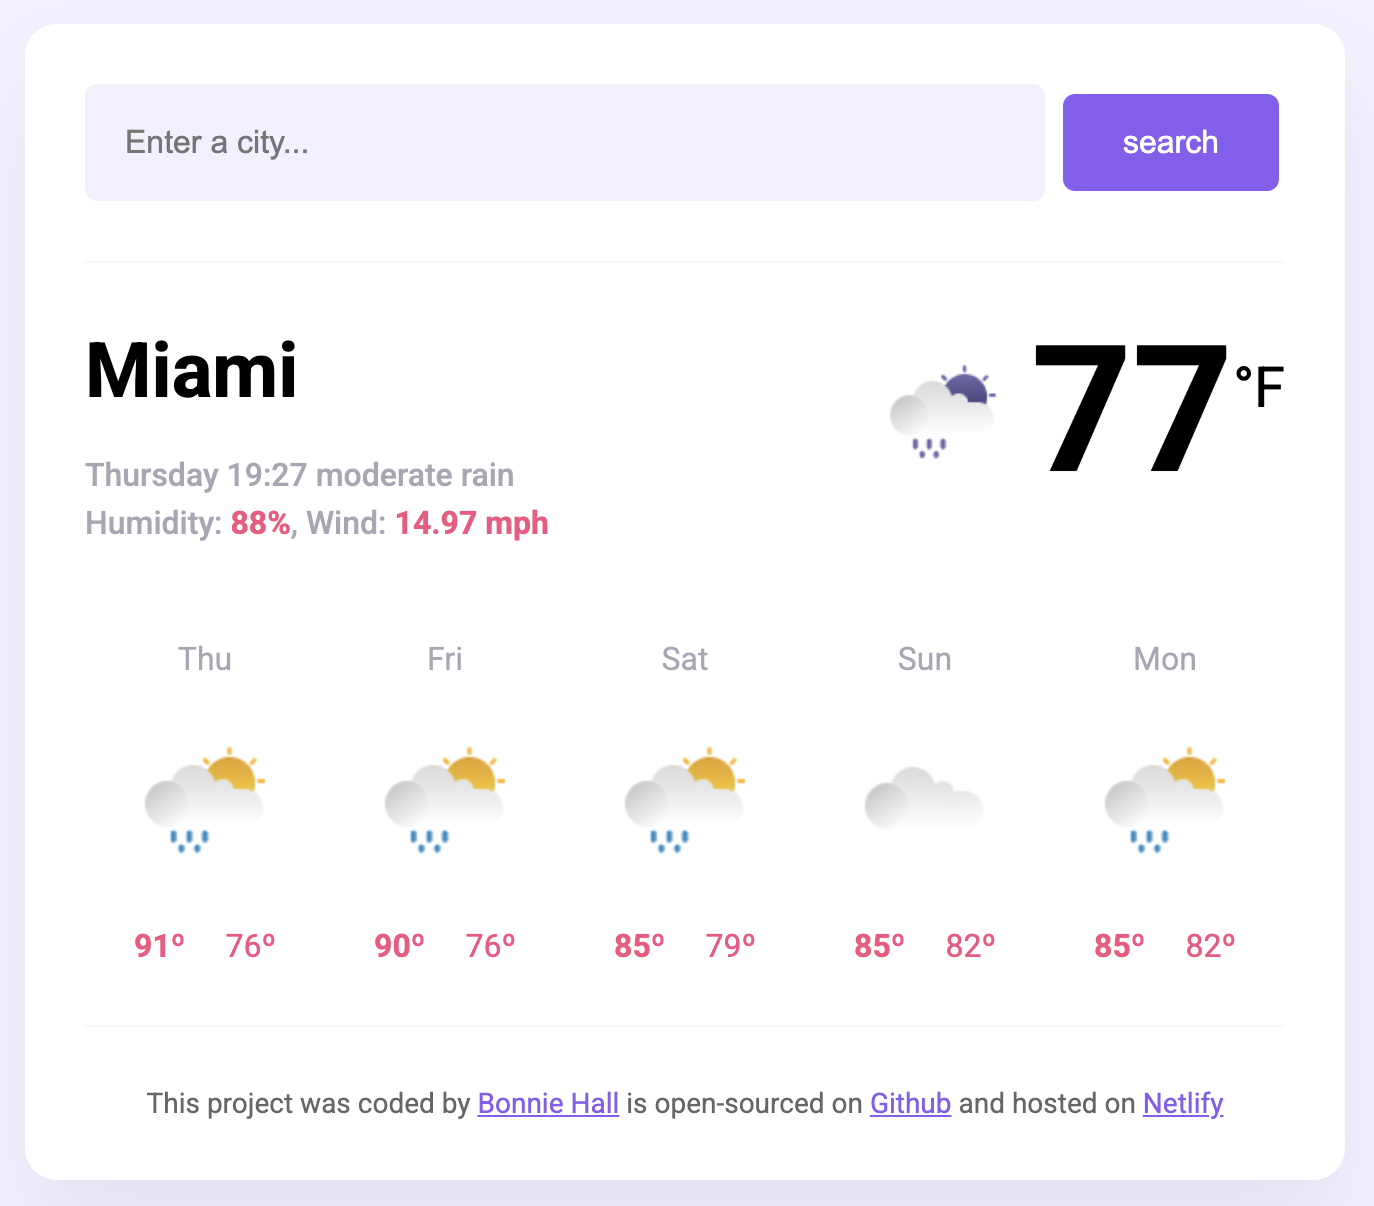 Enter a city...
search
Miami
77°F
Thursday 19:27 moderate rain
Humidity: 88%, Wind: 14.97 mph
Thu Fri Sat Sun Mon
91º 76º 90º 76º 85º 79º 85º 82º 85º 82º
This project was coded by Bonnie Hall is open-sourced on Github and hosted on Netlify